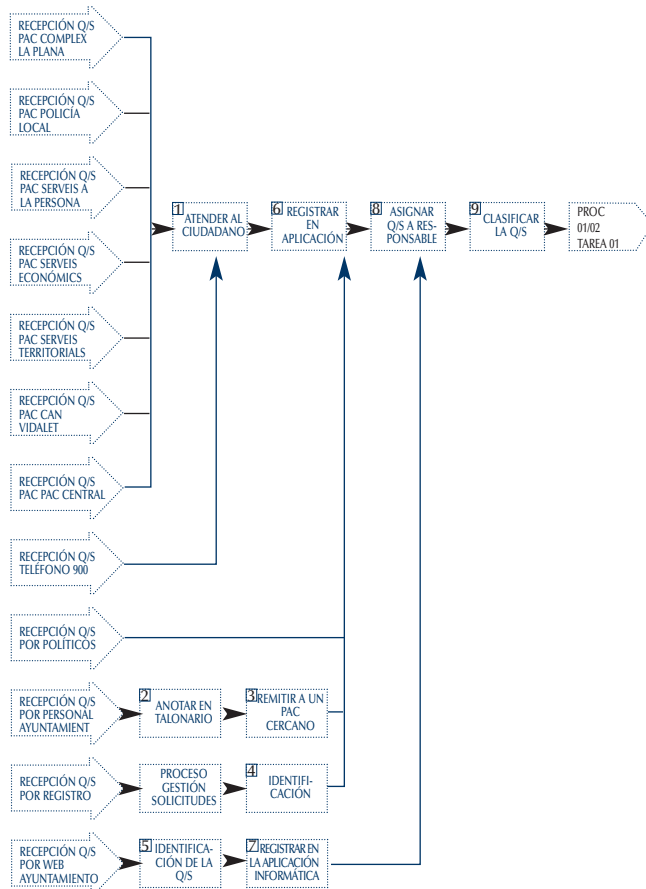 RECEPCIÓN Q/S
PAC COMPLEX
LA PLANA
RECEPCIÓN Q/S
PAC POLICÍA
LOCAL
RECEPCIÓN Q/S
PAC SERVEIS A
LA PERSONA
RECEPCIÓN Q/S
PAC SERVEIS
ECONÓMICS
RECEPCIÓN Q/S
PAC SERVEIS
TERRITORIALS
RECEPCIÓN Q/S
PAC CAN
VIDALET
RECEPCIÓN Q/S
PAC PAC CENTRAL
RECEPCIÓN Q/S
TELÉFONO 900
RECEPCIÓN Q/S
POR POLÍTICOS
RECEPCIÓN Q/S
POR PERSONAL
AYUNTAMIENT
RECEPCIÓN Q/S
POR REGISTRO
RECEPCIÓN Q/S
POR WEB
AYUNTAMIENTO
1
ATENDER AL
CIUDADANO
6
REGISTRAR
EN
APLICACIÓN
8
ASIGNAR
Q/S A RES-
PONSABLE
9
CLASIFICAR
LA Q/S
PROC
01/02
TAREA 01
2
ANOTAR EN
TALONARIO
3
REMITIR A UN
PAC
CERCANO
PROCESO
GESTIÓN
SOLICITUDES
4
IDENTIFI-
CACIÓN
5
IDENTIFICA-
CIÓN DE LA
Q/S
7
REGISTRAR EN
LA APLICACIÓN
INFORMÁTICA